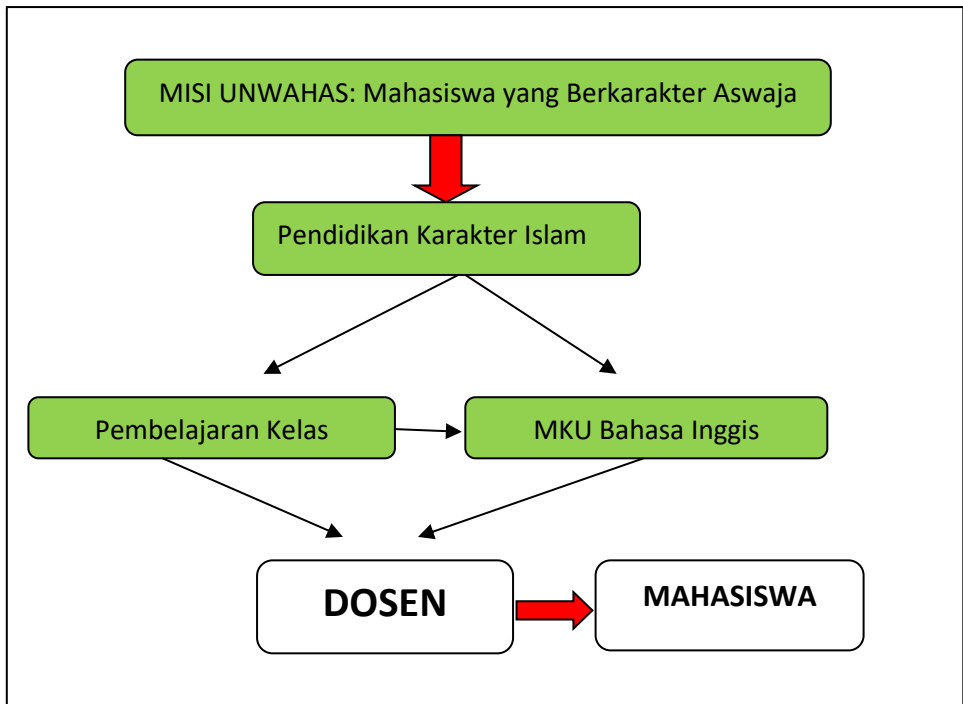 MISI UNWAHAS: Mahasiswa yang Berkarakter Aswaja
Pendidikan Karakter Islam
Pembelajaran Kelas
MKU Bahasa Inggis
DOSEN
MAHASISWA